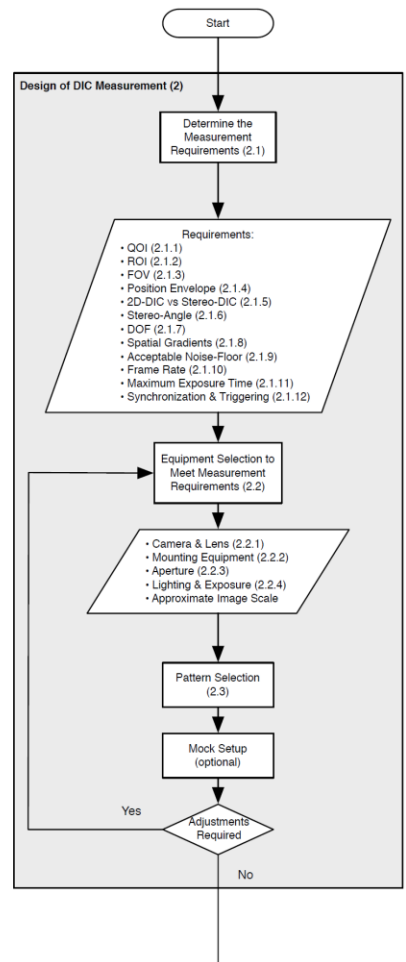 Start
Design of DIC Measurement (2)
Determine the
Measurement
Requirements (2.1)
Requirements:
• QOI (2.1.1)
• ROI (2.1.2)
• FOV (2.1.3)
• Position Envelope (2.1.4)
• 2D-DIC vs Stereo-DIC (2.1.5)
• Stereo-Angle (2.1.6)
• DOF (2.1.7)
• Spatial Gradients (2.1.8)
• Acceptable Noise-Floor (2.1.9)
• Frame Rate (2.1.10)
• Maximum Exposure Time (2.1.11)
• Synchronization & Triggering (2.1.12)
Equipment Selection to
Meet Measurement
Requirements (2.2)
• Camera & Lens (2.2.1)
• Mounting Equipment (2.2.2)
• Aperture (2.2.3)
• Lighting & Exposure (2.2.4)
• Approximate Image Scale
Pattern Selection
(2.3)
Mock Setup
(optional)
Yes
Adjustments
Required
No